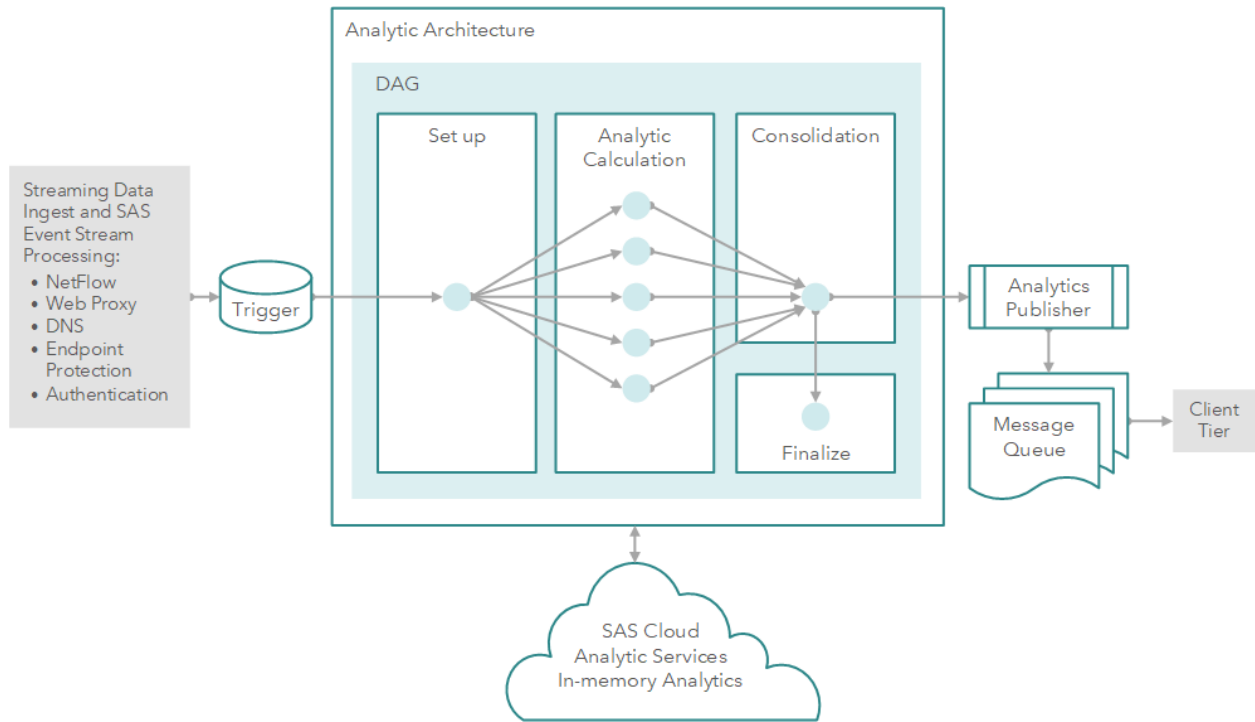 Analytic Architecture
DAG
Set up
Analytic
Calculation
Consolidation
Streaming Data
Ingest and SAS
Event Stream
Processing:
• NetFlow
• Web Proxy
• DNS
• Endpoint
Protection
• Authentication
Trigger
Finalize
Analytics
Publisher
Message
Queue
Client
Tier
SAS Cloud
Analytic Services
In-memory Analytics